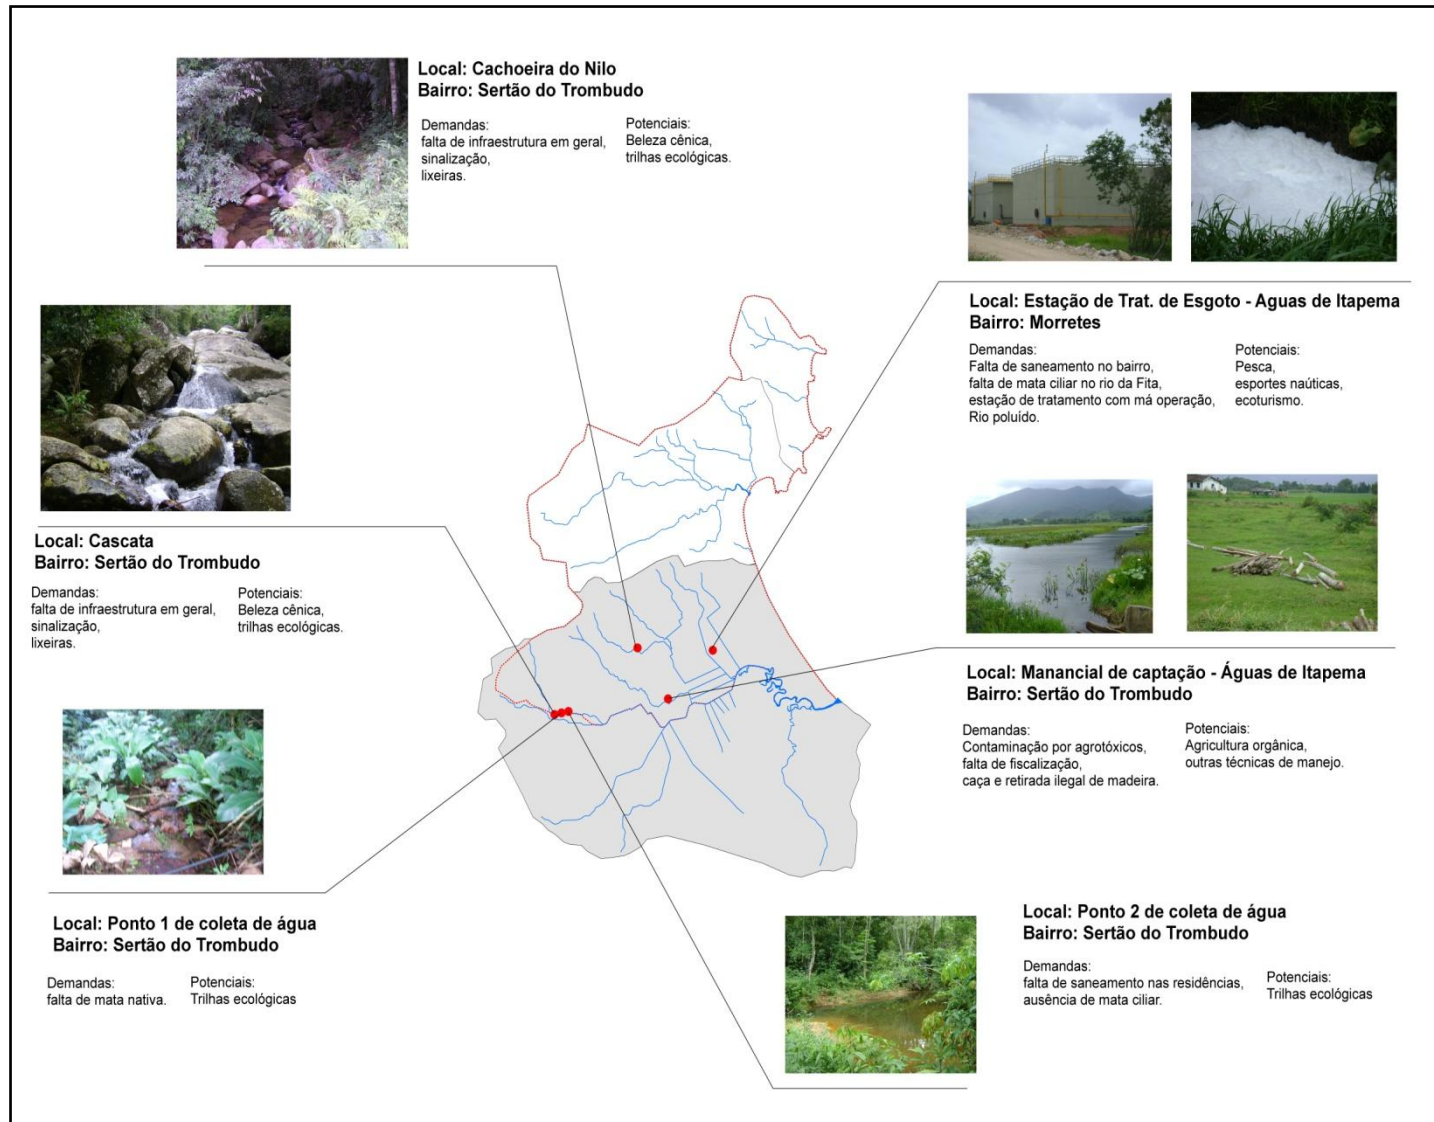 Local: Cachoeira do Nilo
Bairro: Sertão do Trombudo
Demandas:
falta de infraestrutura em geral,
sinalização,
lixeiras.
Potenciais:
Beleza cênica,
trilhas ecológicas.
Local: Estação de Trat. de Esgoto - Aguas de Itapema
Bairro: Morretes
Demandas:
Falta de saneamento no bairro,
falta de mata ciliar no rio da Fita,
estação de tratamento com má operação,
Rio poluído.
Potenciais:
Pesca,
esportes naúticas,
ecoturismo.
Local: Cascata
Bairro: Sertão do Trombudo
Demandas:
falta de infraestrutura em geral,
sinalização,
lixeiras.
Potenciais:
Beleza cênica,
trilhas ecológicas.
Local: Manancial de captação - Águas de Itapema
Bairro: Sertão do Trombudo
Demandas:
Contaminação por agrotóxicos,
falta de fiscalização,
caça e retirada ilegal de madeira.
Potenciais:
Agricultura orgânica,
outras técnicas de manejo.
Local: Ponto 1 de coleta de água
Bairro: Sertão do Trombudo
Demandas:
falta de mata nativa.
Potenciais:
Trilhas ecológicas
Local: Ponto 2 de coleta de água
Bairro: Sertão do Trombudo
Demandas:
falta de saneamento nas residências,
ausência de mata ciliar.
Potenciais:
Trilhas ecológicas